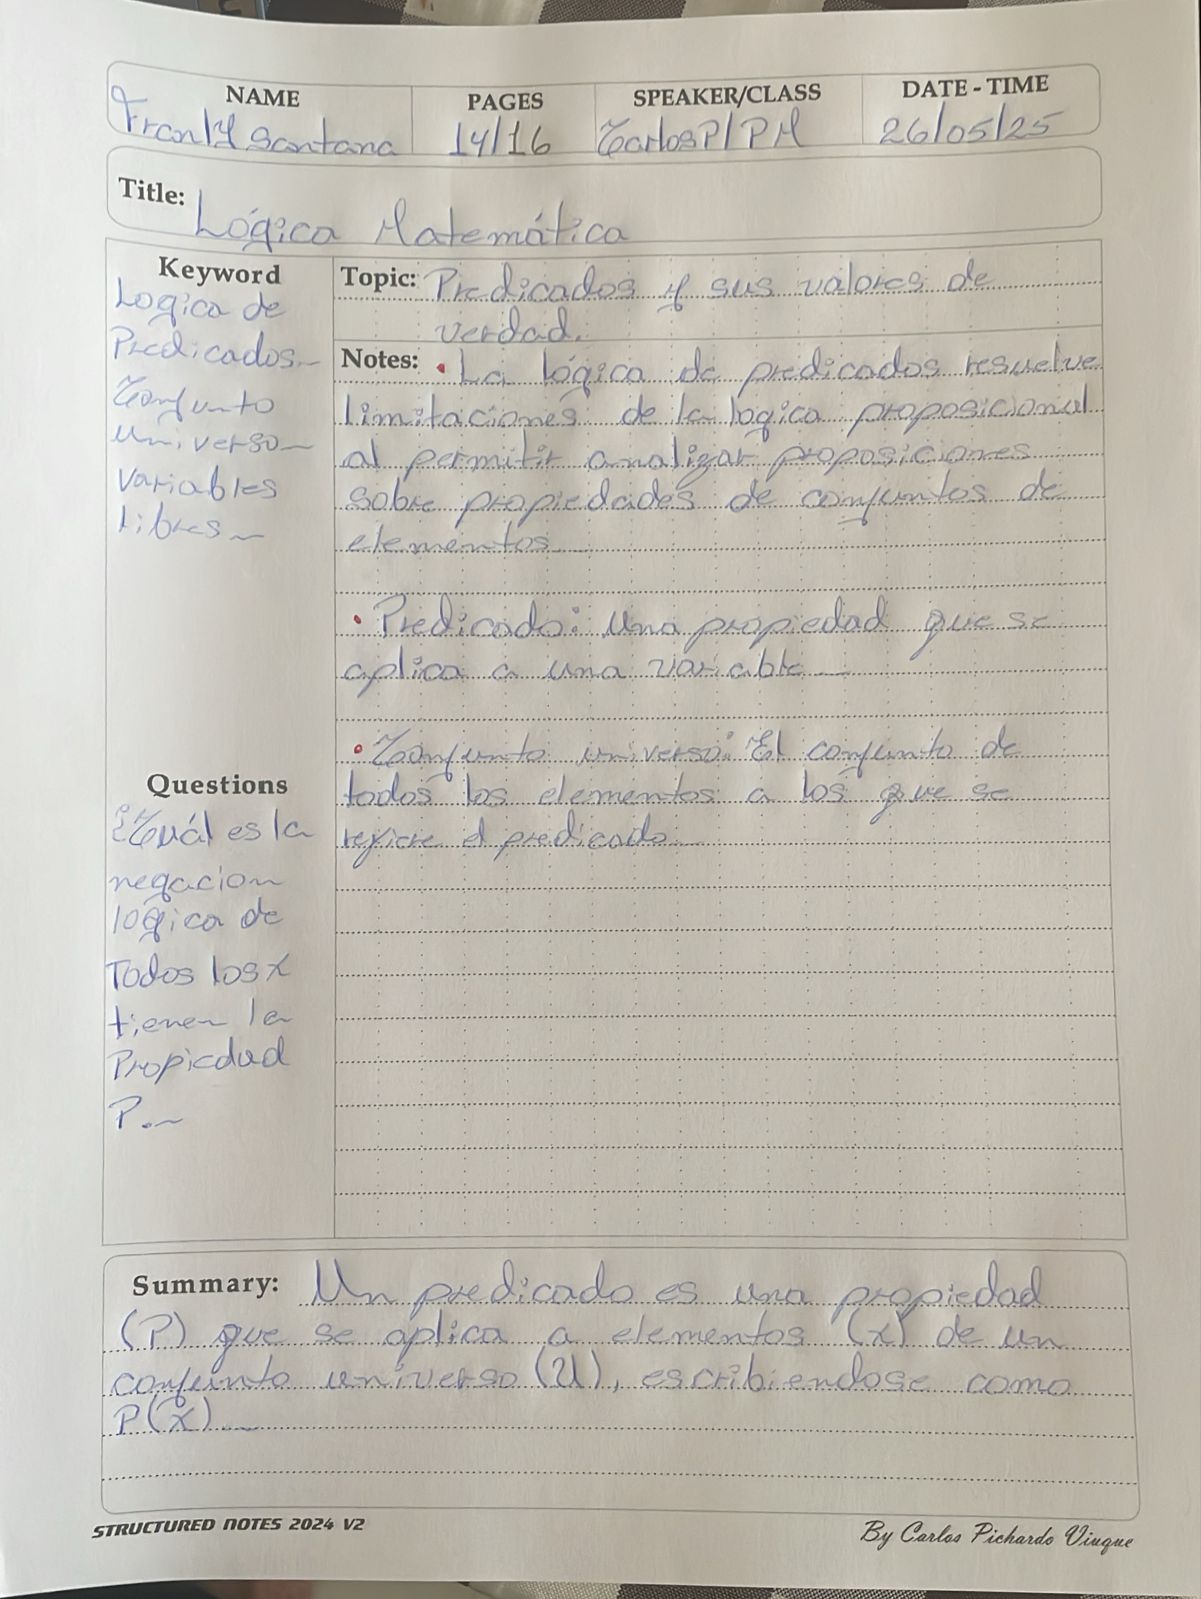 NAME
PAGES
SPEAKER/CLASS
DATE - TIME
Franly Santana
14/16
CarlosP/PM
26/05/25
Title: Lógica Matemática
Keyword
Logica de
Predicados
Conjunto
universo
Variables
Libres
Topic: Predicados y sus valores de
verdad.
Notes: • La lógica de predicados resuelve
limitaciones de la logica proposicional
al permitir analizar proposiciones
sobre propiedades de conjuntos de
elementos
• Predicado: Una propiedad que se
aplica a una variable
• Conjunto universo: El conjunto de
todos los elementos a los que se
refiere el predicado
Questions
¿Cuál es la
negacion
lógica de
Todos los x
tienen la
Propiedad
P.
Summary: Un predicado es una propiedad
(P) que se aplica a elementos (x) de un
conjunto universo (U), escribiendose como
P(x)
STRUCTURED NOTES 2024 V2
By Carlos Pichardo Viuque